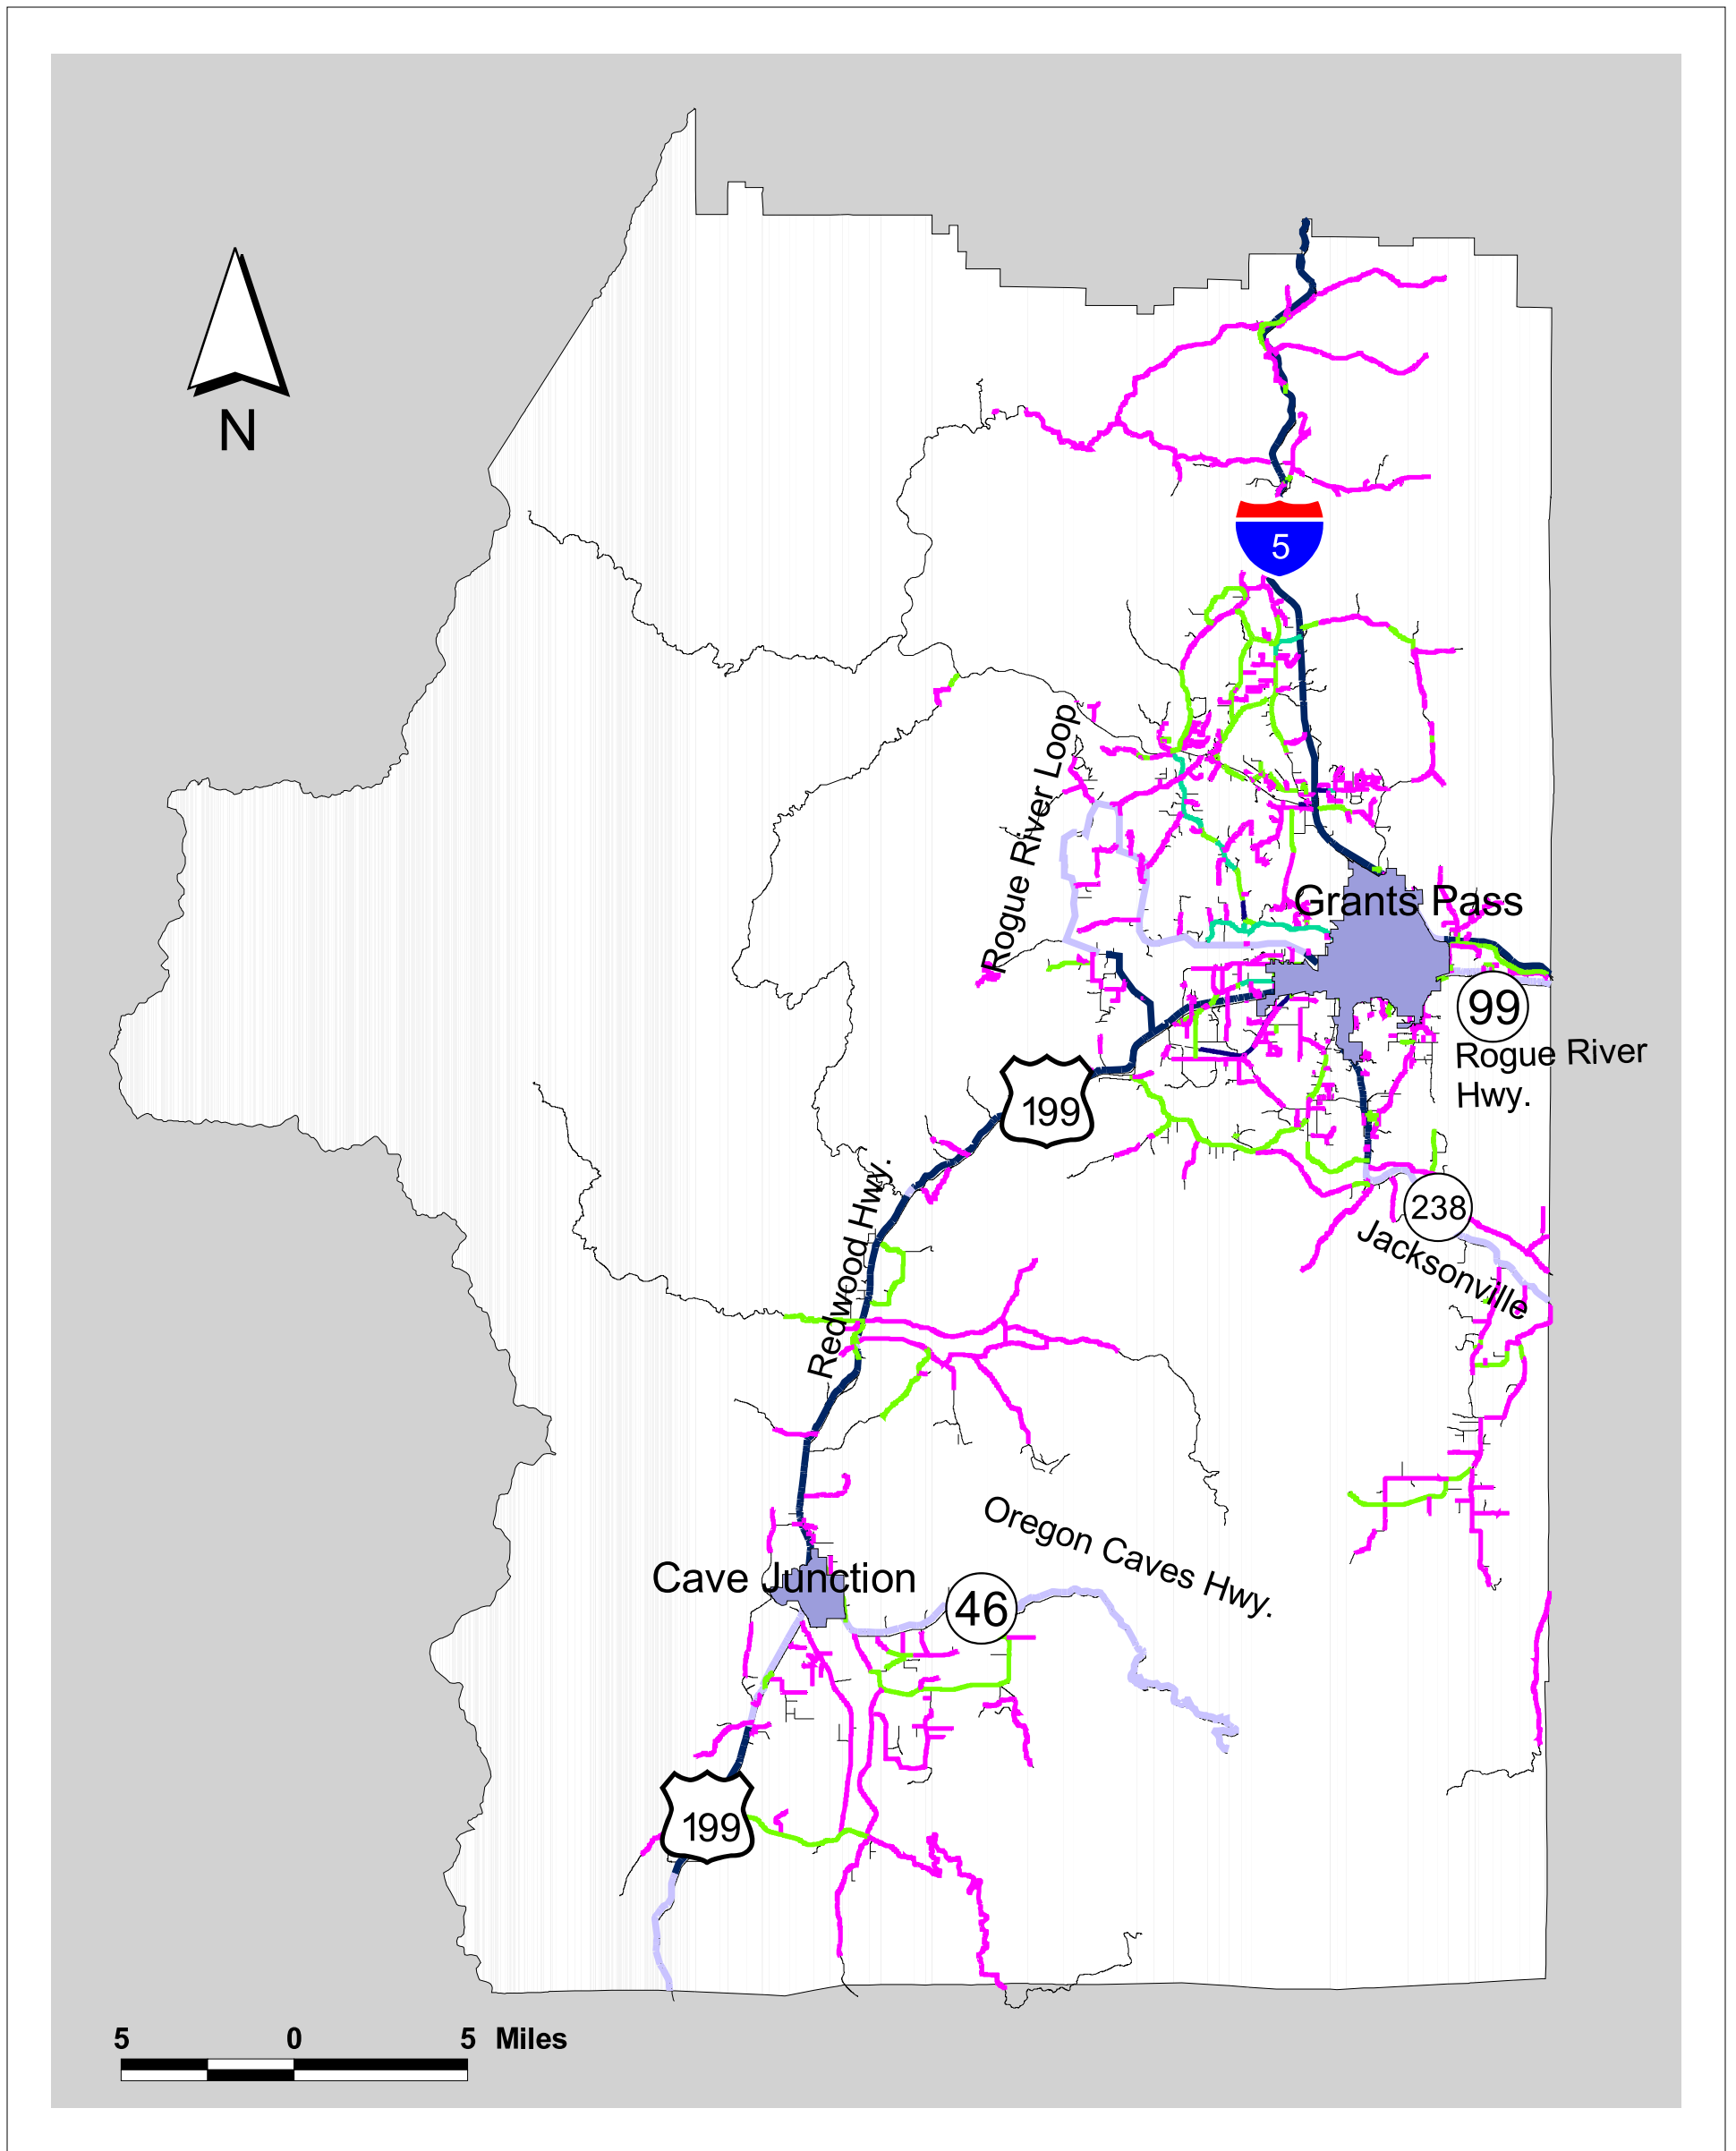 N
5
Rogue River Loop
Grants Pass
99
Rogue River
Hwy.
199
238
Jacksonville
Redwood Hwy.
Oregon Caves Hwy.
Cave Junction
46
199
5 0 5 Miles